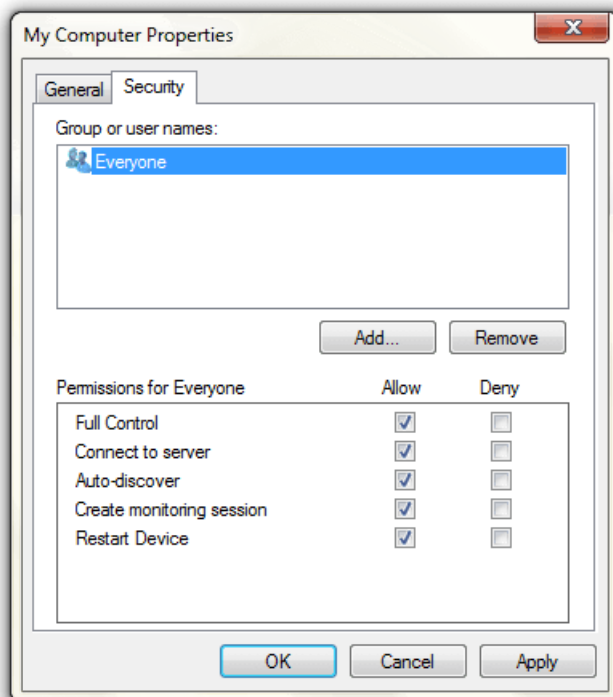 My Computer Properties
General Security
Group or user names:
Everyone
Add... Remove
Permissions for Everyone Allow Deny
Full Control
Connect to server
Auto-discover
Create monitoring session
Restart Device
OK Cancel Apply